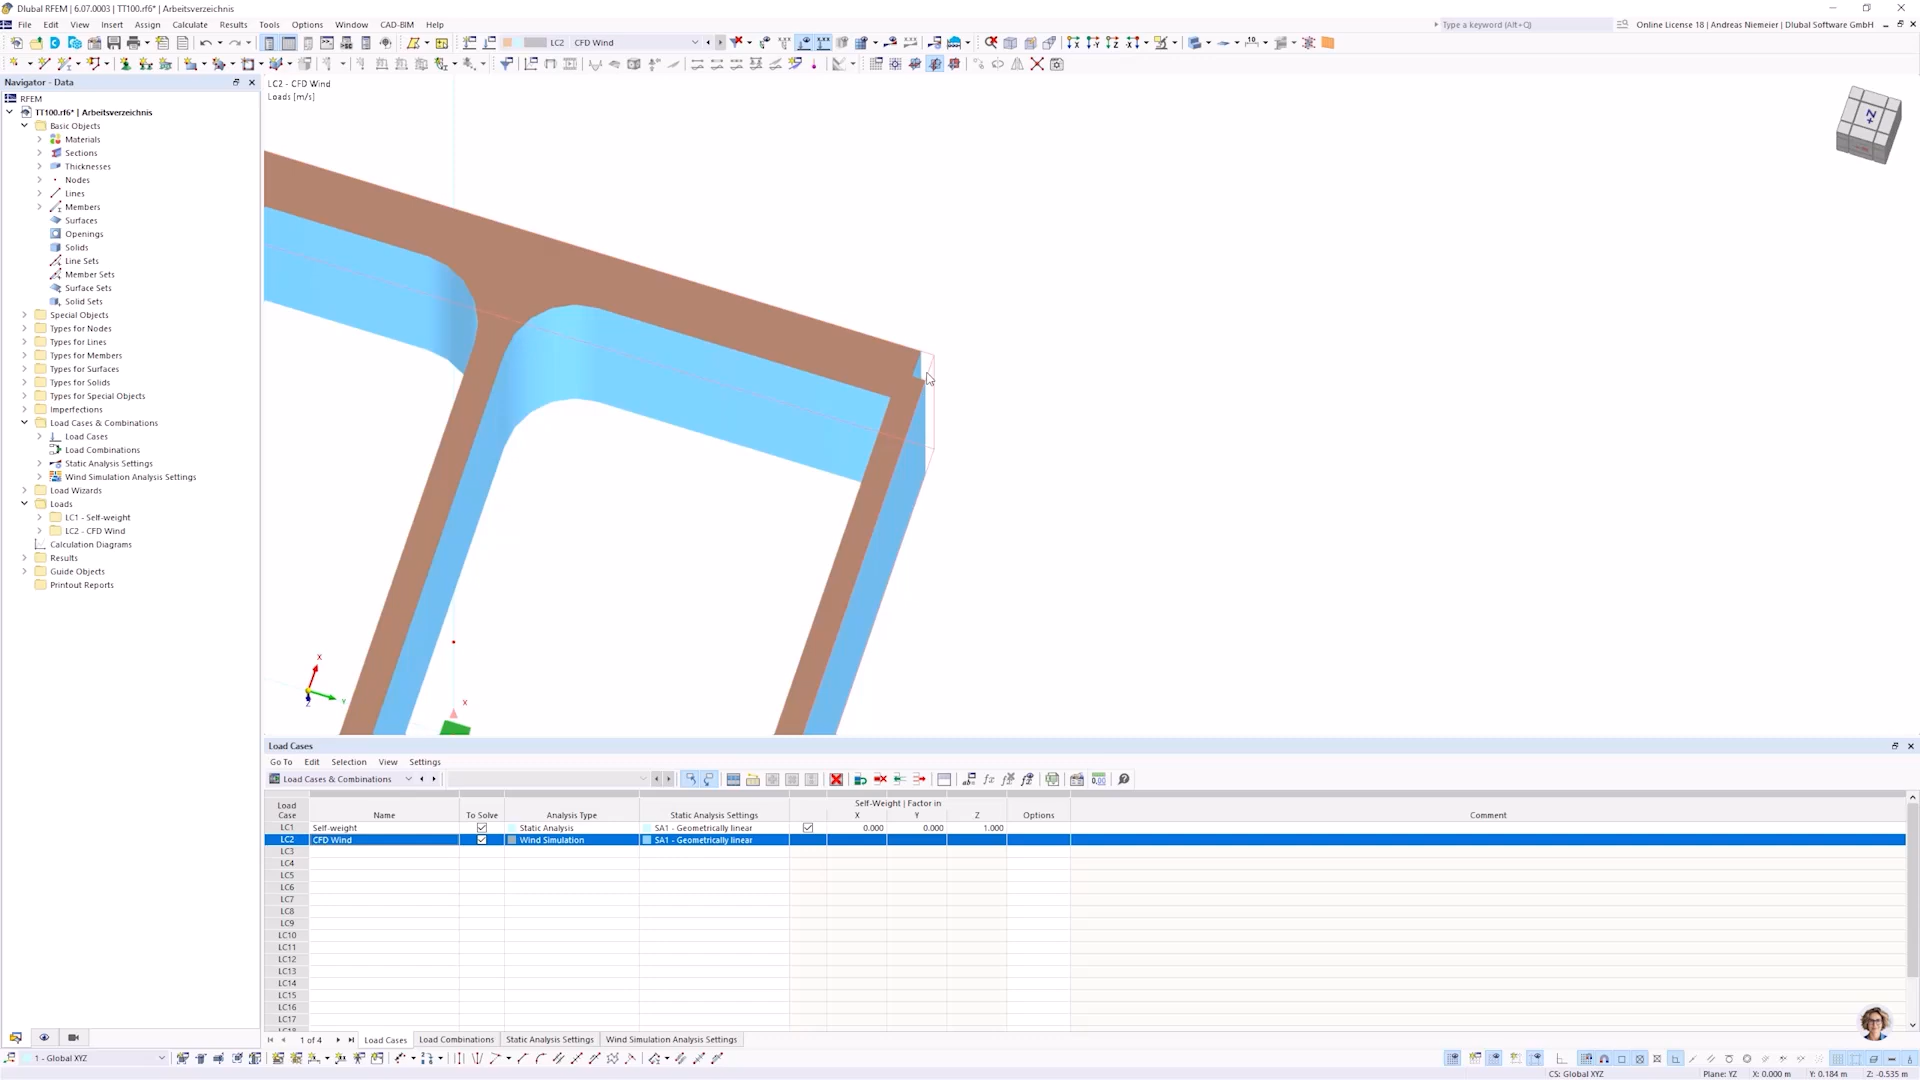 Dlubal RFEM | 6.07.0003 | TT100.rf6* | Arbeitsverzeichnis
File Edit View Insert Assign Calculate Results Tools Options Window CAD-BIM Help
Type a keyword (Alt+Q)
Online License 18 | Andreas Niemeier | Dlubal Software GmbH
LC2 CFD Wind
Navigator - Data
RFEM
TT100.rf6* | Arbeitsverzeichnis
Basic Objects
Materials
Sections
Thicknesses
Nodes
Lines
Members
Surfaces
Openings
Solids
Line Sets
Member Sets
Surface Sets
Solid Sets
Special Objects
Types for Nodes
Types for Lines
Types for Members
Types for Surfaces
Types for Solids
Types for Special Objects
Imperfections
Load Cases & Combinations
Load Cases
Load Combinations
Static Analysis Settings
Wind Simulation Analysis Settings
Load Wizards
Loads
LC1 - Self-weight
LC2 - CFD Wind
Calculation Diagrams
Results
Guide Objects
Printout Reports
LC2 - CFD Wind
Loads [m/s]
+Z
X
Y
Z
X
Load Cases
Go To Edit Selection View Settings
Load Cases & Combinations
Load Case Name To Solve Analysis Type Static Analysis Settings Self-Weight | Factor in X Y Z Options Comment
LC1 Self-weight Static Analysis SA1 - Geometrically linear 0.000 0.000 1.000
LC2 CFD Wind Wind Simulation SA1 - Geometrically linear
LC3
LC4
LC5
LC6
LC7
LC8
LC9
LC10
LC11
LC12
LC13
LC14
LC15
LC16
LC17
1 of 4 Load Cases Load Combinations Static Analysis Settings Wind Simulation Analysis Settings
1 - Global XYZ
CS: Global XYZ Plane: YZ X: 0.000 m Y: 0.184 m Z: -0.535 m